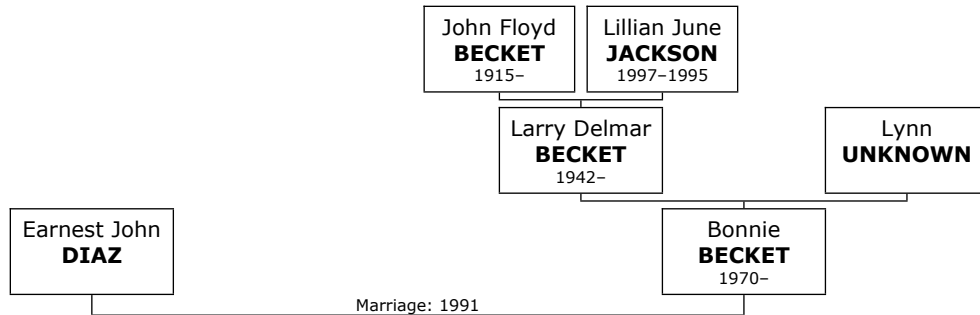 John Floyd
BECKET
1915–
Lillian June
JACKSON
1997–1995
Larry Delmar
BECKET
1942–
Lynn
UNKNOWN
Earnest John
DIAZ
Bonnie
BECKET
1970–
Marriage: 1991